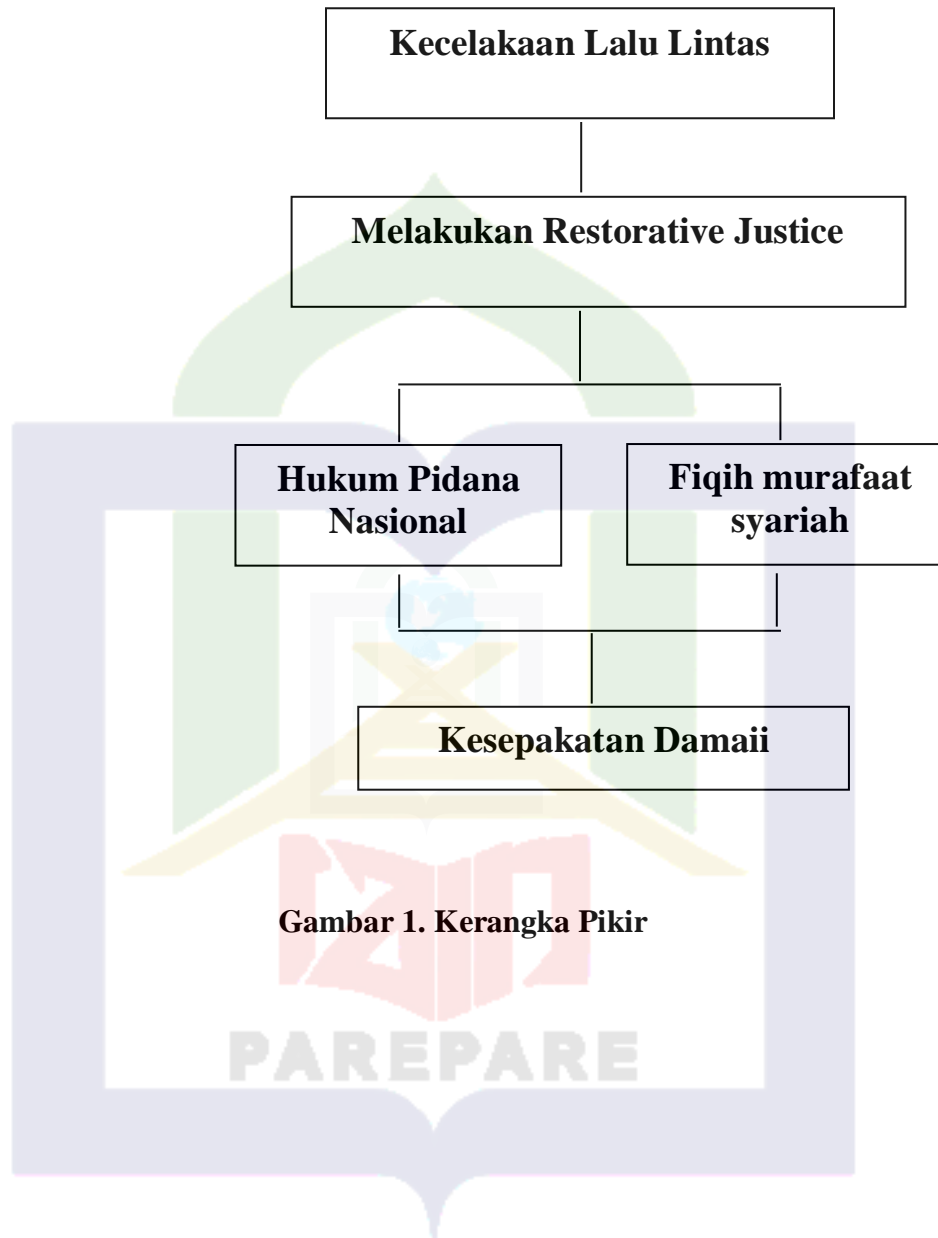 Kecelakaan Lalu Lintas
Melakukan Restorative Justice
Hukum Pidana
Nasional
Fiqih murafaat
syariah
Kesepakatan Damaii
Gambar 1. Kerangka Pikir
iain
PAREPARE